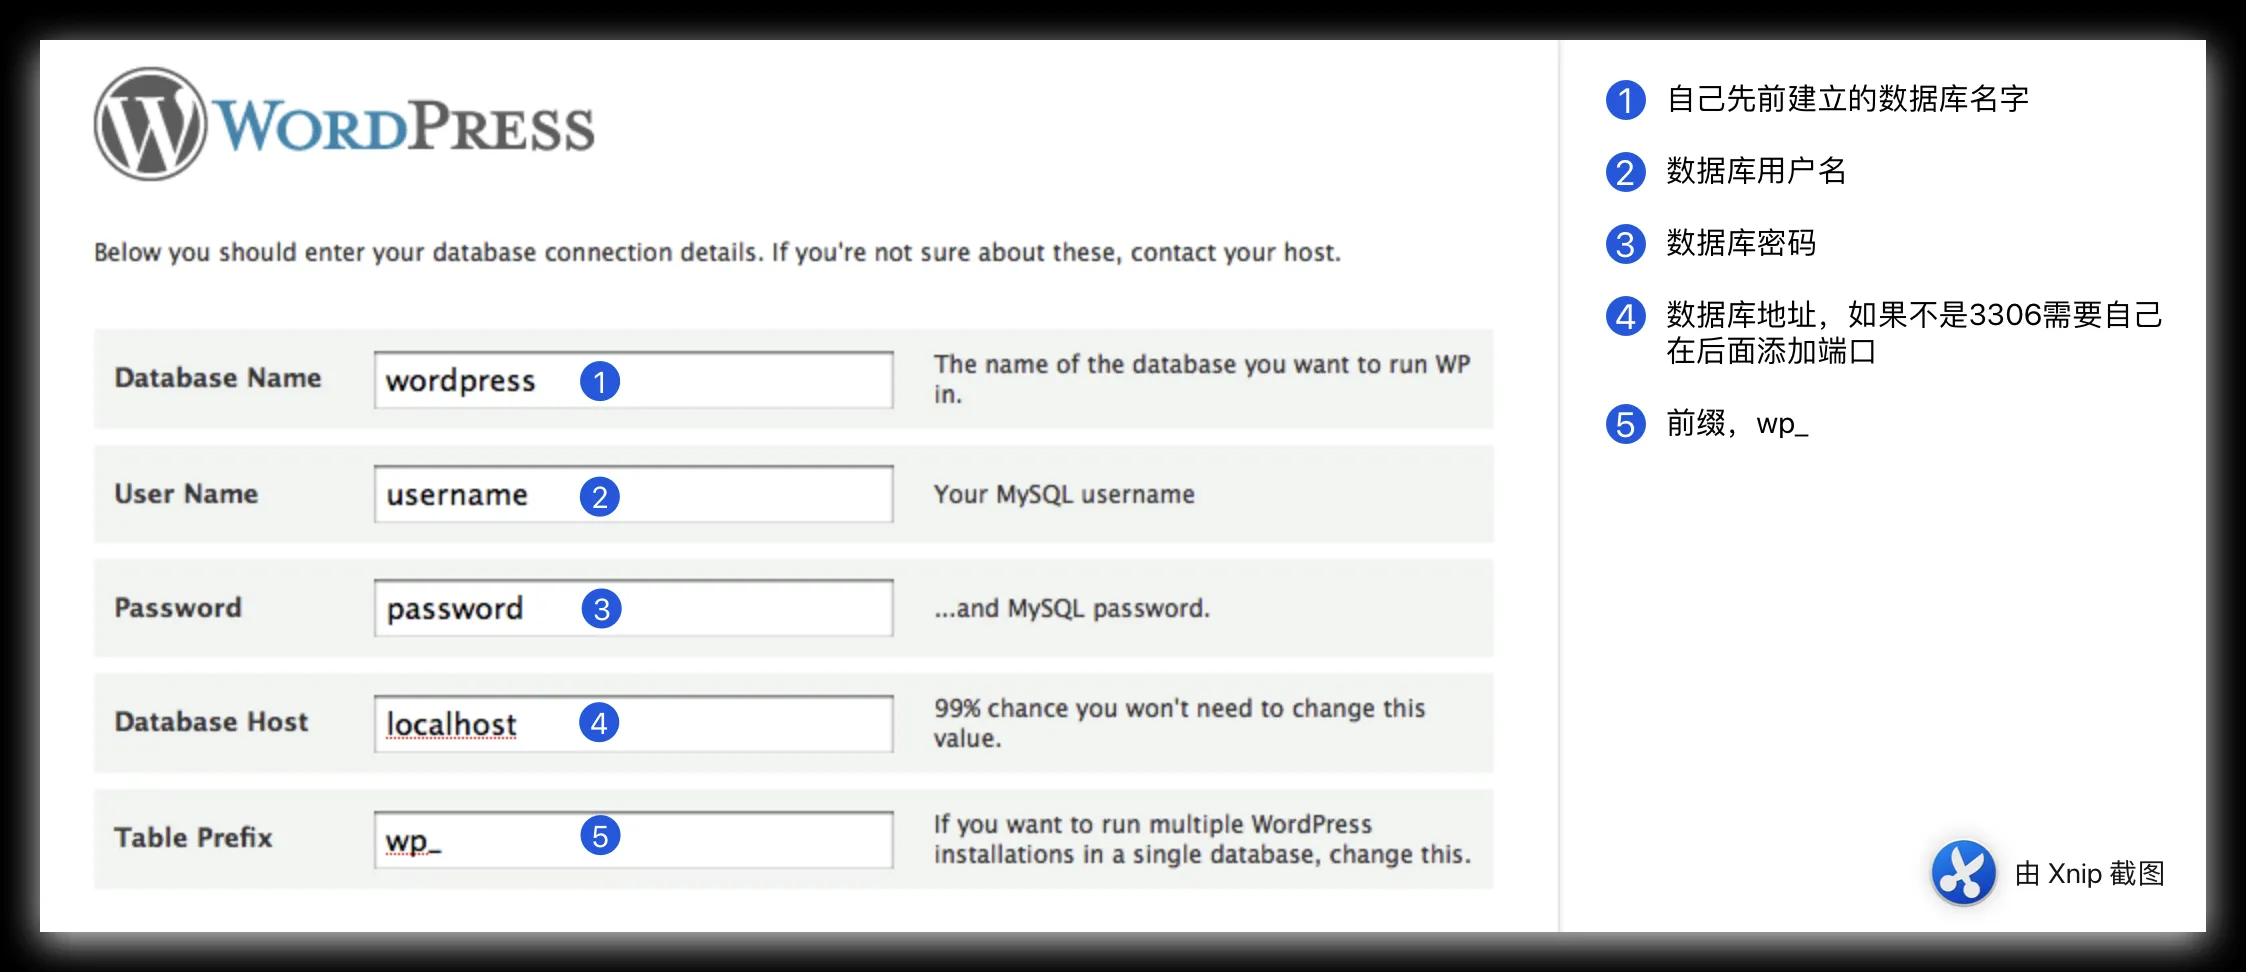 WORDPRESS
Below you should enter your database connection details. If you're not sure about these, contact your host.
Database Name
wordpress
1
The name of the database you want to run WP
in.
User Name
username
2
Your MySQL username
Password
password
3
...and MySQL password.
Database Host
localhost
4
99% chance you won't need to change this
value.
Table Prefix
wp_
5
If you want to run multiple WordPress
installations in a single database, change this.
1 自己先前建立的数据库名字
2 数据库用户名
3 数据库密码
4 数据库地址，如果不是3306需要自己
在后面添加端口
5 前缀，wp_
由 Xnip 截图